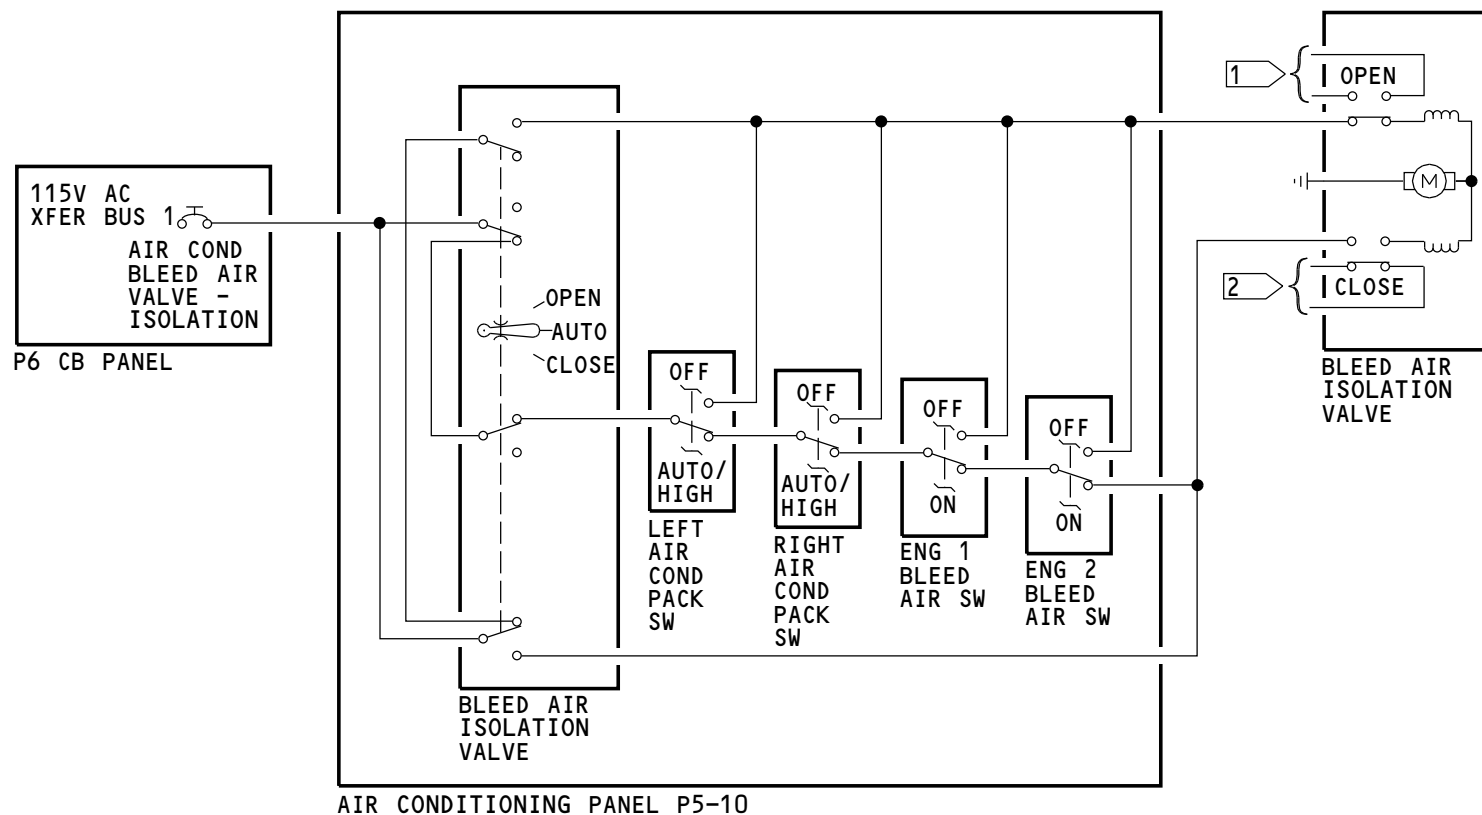 115V AC
XFER BUS 1
AIR COND
BLEED AIR
VALVE -
ISOLATION
P6 CB PANEL
OPEN
AUTO
CLOSE
BLEED AIR
ISOLATION
VALVE
OFF
AUTO/
HIGH
LEFT
AIR
COND
PACK
SW
OFF
AUTO/
HIGH
RIGHT
AIR
COND
PACK
SW
OFF
ON
ENG 1
BLEED
AIR SW
OFF
ON
ENG 2
BLEED
AIR SW
AIR CONDITIONING PANEL P5-10
1
OPEN
M
2
CLOSE
BLEED AIR
ISOLATION
VALVE